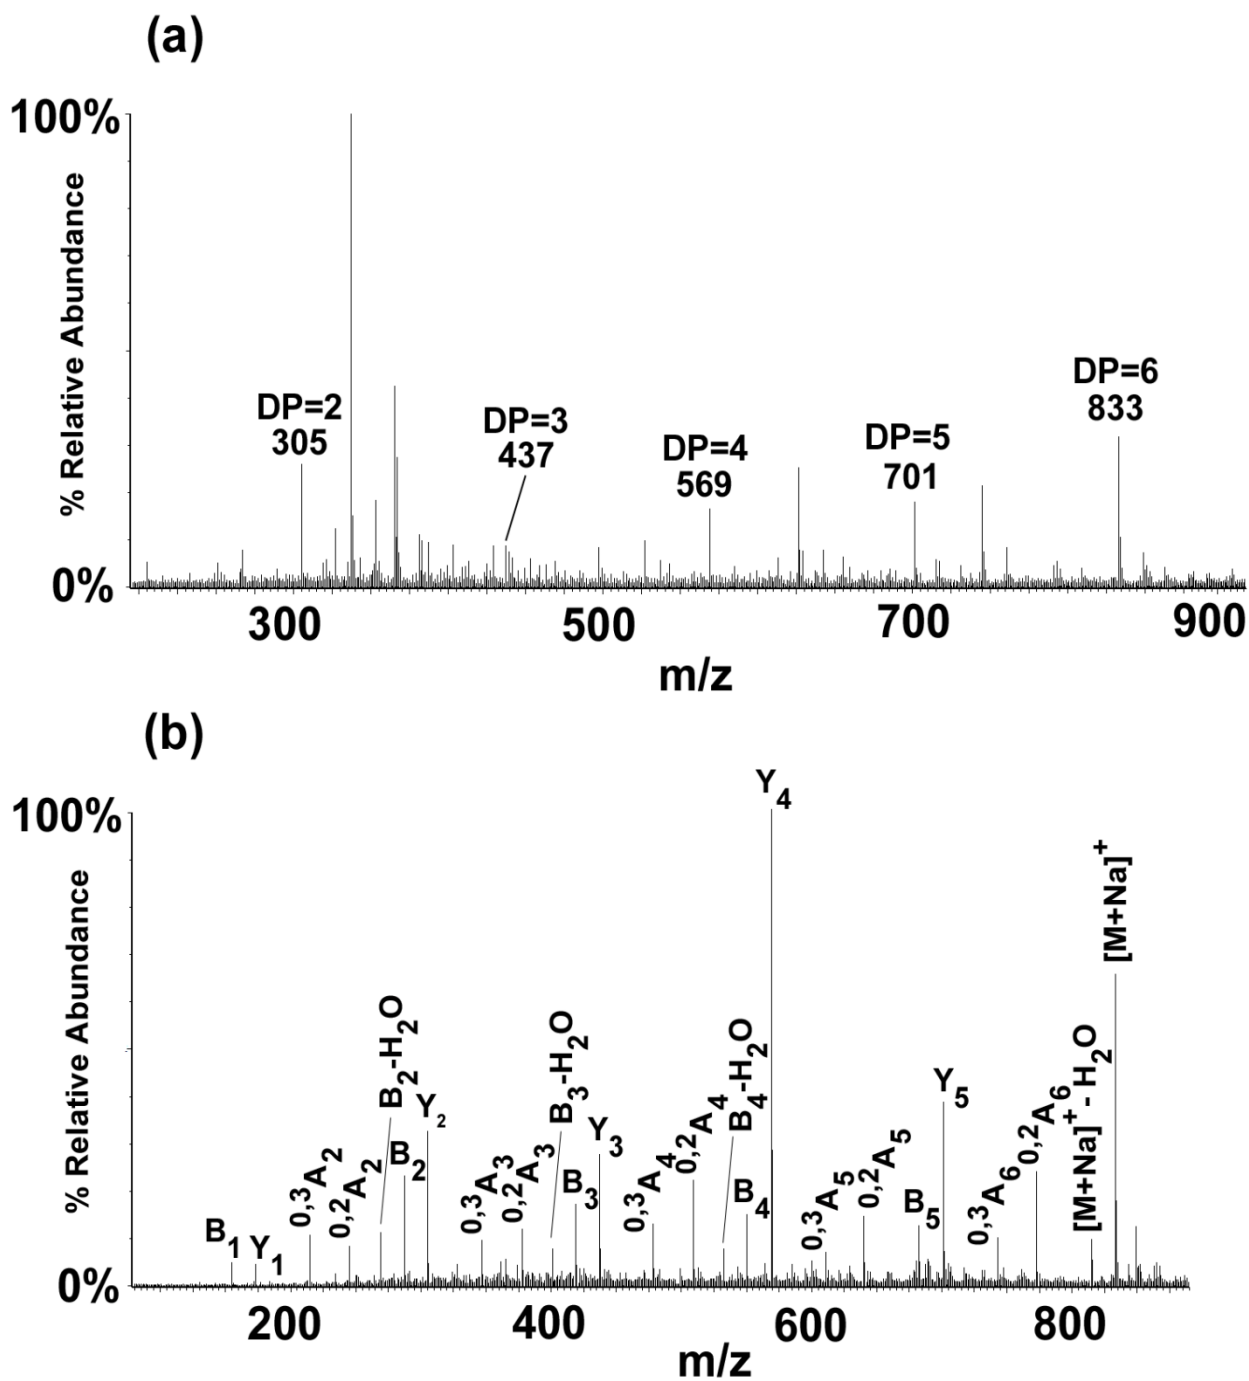 (a)
100%
% Relative Abundance
0%
DP=2
305
DP=3
437
DP=4
569
DP=5
701
DP=6
833
300
500
700
900
m/z
(b)
100%
% Relative Abundance
0%
B1
Y1
0,3A2
0,2A2
B2-H2O
B2
Y2
0,3A3
0,2A3
B3-H2O
B3
Y3
0,3A4
0,2A4
B4-H2O
B4
Y4
0,3A5
0,2A5
B5
Y5
0,3A6
0,2A6
[M+Na]+ - H2O
[M+Na]+
200
400
600
800
m/z